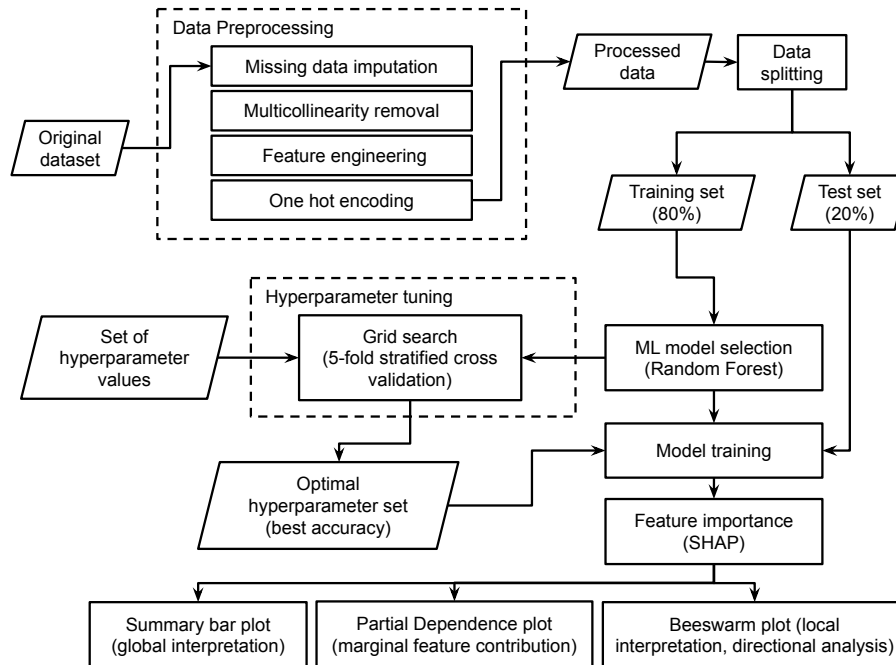 Data Preprocessing
Missing data imputation
Multicollinearity removal
Feature engineering
One hot encoding
Original
dataset
Processed
data
Data
splitting
Training set
(80%)
Test set
(20%)
Hyperparameter tuning
Set of
hyperparameter
values
Grid search
(5-fold stratified cross
validation)
ML model selection
(Random Forest)
Optimal
hyperparameter set
(best accuracy)
Model training
Feature importance
(SHAP)
Summary bar plot
(global interpretation)
Partial Dependence plot
(marginal feature contribution)
Beeswarm plot (local
interpretation, directional analysis)